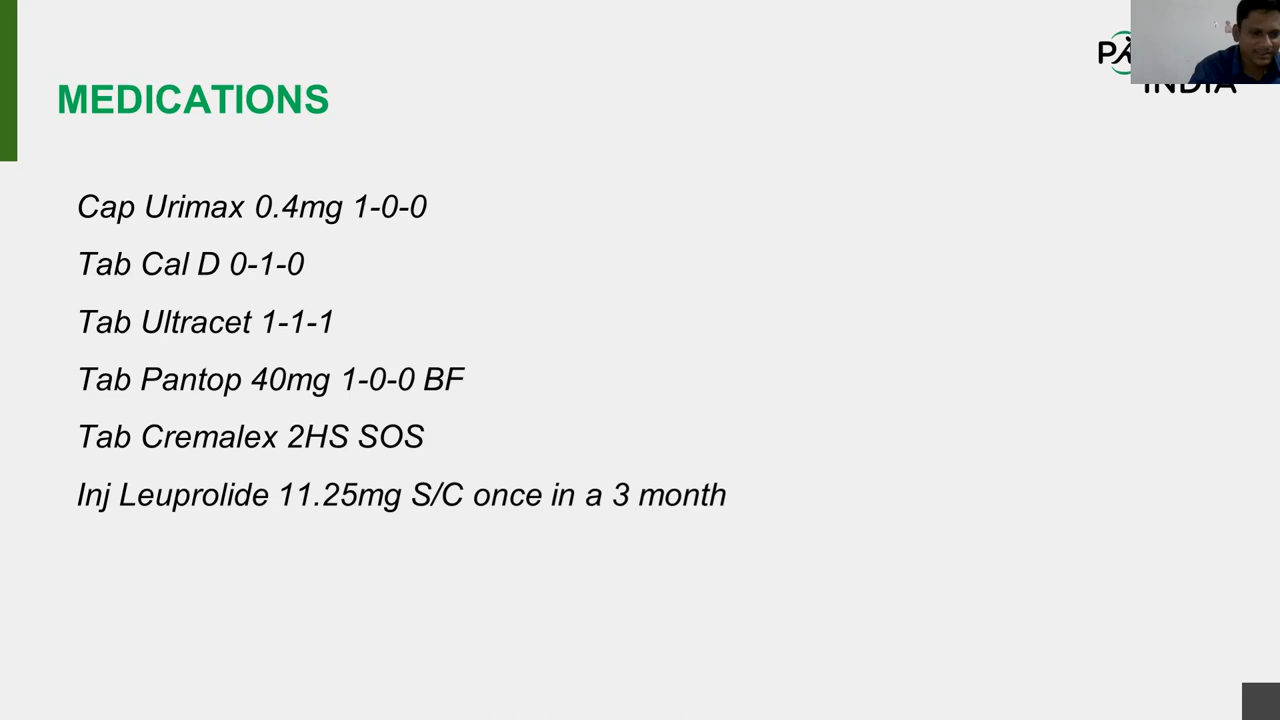 MEDICATIONS
Cap Urimax 0.4mg 1-0-0
Tab Cal D 0-1-0
Tab Ultracet 1-1-1
Tab Pantop 40mg 1-0-0 BF
Tab Cremalex 2HS SOS
Inj Leuprolide 11.25mg S/C once in a 3 month
INDIA